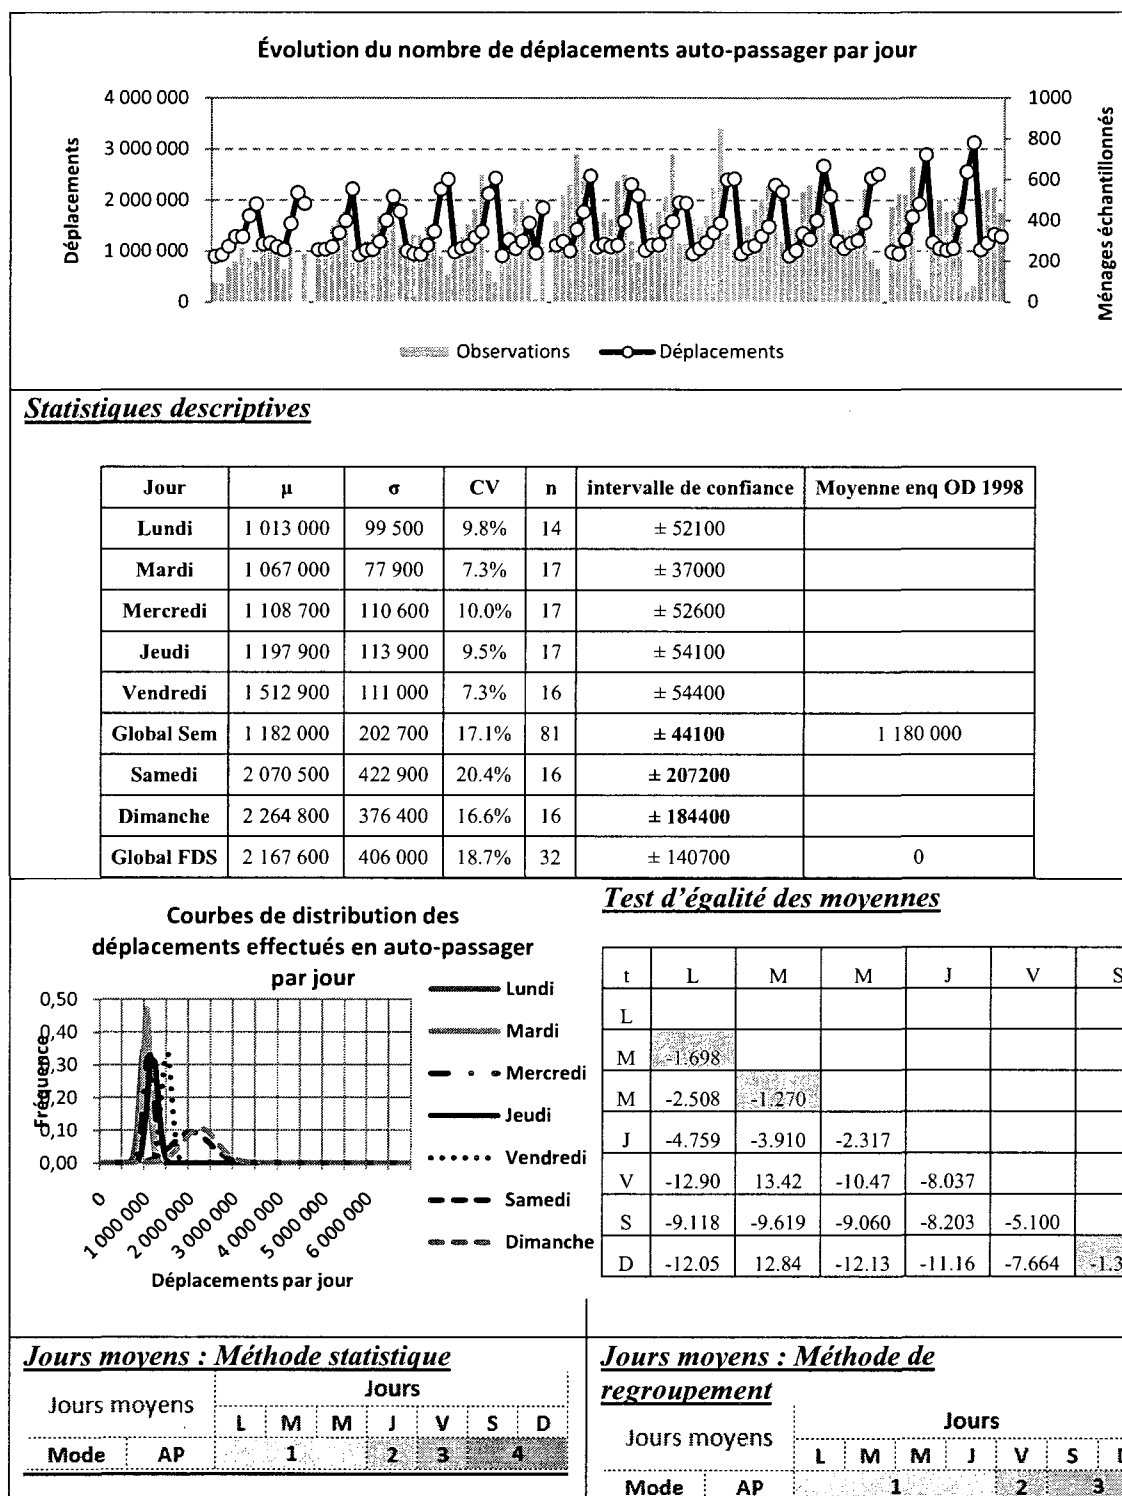 Évolution du nombre de déplacements auto-passager par jour
4 000 000
3 000 000
2 000 000
1 000 000
0
Déplacements
1000
800
600
400
200
0
Ménages échantillonnés
Observations Déplacements
Statistiques descriptives
Jour µ σ CV n intervalle de confiance Moyenne enq OD 1998
Lundi 1 013 000 99 500 9.8% 14 ± 52100
Mardi 1 067 000 77 900 7.3% 17 ± 37000
Mercredi 1 108 700 110 600 10.0% 17 ± 52600
Jeudi 1 197 900 113 900 9.5% 17 ± 54100
Vendredi 1 512 900 111 000 7.3% 16 ± 54400
Global Sem 1 182 000 202 700 17.1% 81 ± 44100 1 180 000
Samedi 2 070 500 422 900 20.4% 16 ± 207200
Dimanche 2 264 800 376 400 16.6% 16 ± 184400
Global FDS 2 167 600 406 000 18.7% 32 ± 140700 0
Courbes de distribution des
déplacements effectués en auto-passager
par jour
0,50
0,40
0,30
0,20
0,10
0,00
Fréquence
0
1 000 000
2 000 000
3 000 000
4 000 000
5 000 000
6 000 000
Déplacements par jour
Lundi
Mardi
Mercredi
Jeudi
Vendredi
Samedi
Dimanche
Test d'égalité des moyennes
t L M M J V S
L
M -1.698
M -2.508 -1.270
J -4.759 -3.910 -2.317
V -12.90 13.42 -10.47 -8.037
S -9.118 -9.619 -9.060 -8.203 -5.100
D -12.05 12.84 -12.13 -11.16 -7.664 -1.3
Jours moyens : Méthode statistique
Jours moyens Jours
L M M J V S D
Mode AP 1 2 3 4
Jours moyens : Méthode de
regroupement
Jours moyens Jours
L M M J V S D
Mode AP 1 2 3